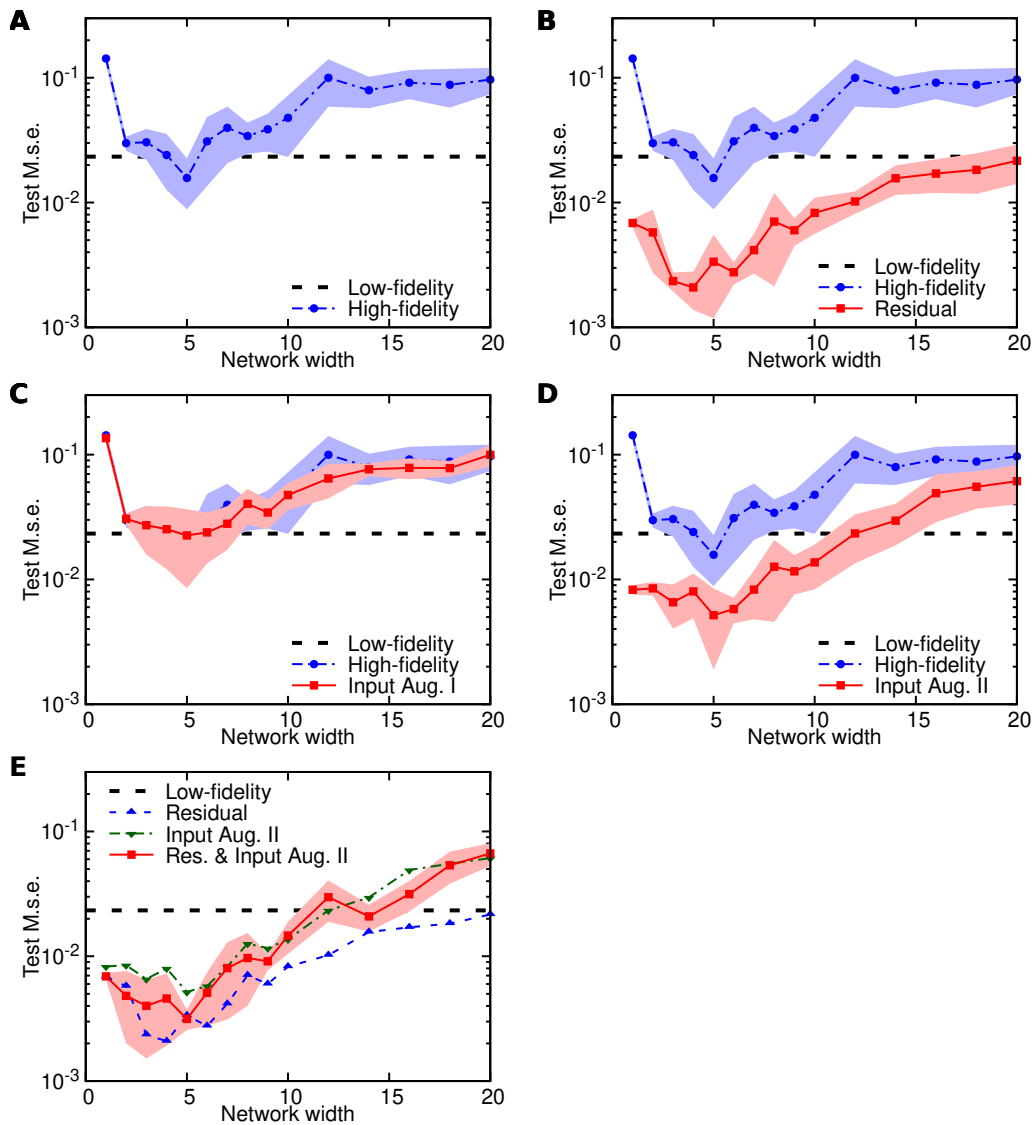 A
Test M.s.e.
10⁻¹
10⁻²
10⁻³
Low-fidelity
High-fidelity
0 5 10 15 20
Network width
B
Test M.s.e.
10⁻¹
10⁻²
10⁻³
Low-fidelity
High-fidelity
Residual
0 5 10 15 20
Network width
C
Test M.s.e.
10⁻¹
10⁻²
10⁻³
Low-fidelity
High-fidelity
Input Aug. I
0 5 10 15 20
Network width
D
Test M.s.e.
10⁻¹
10⁻²
10⁻³
Low-fidelity
High-fidelity
Input Aug. II
0 5 10 15 20
Network width
E
Test M.s.e.
10⁻¹
10⁻²
10⁻³
Low-fidelity
Residual
Input Aug. II
Res. & Input Aug. II
0 5 10 15 20
Network width